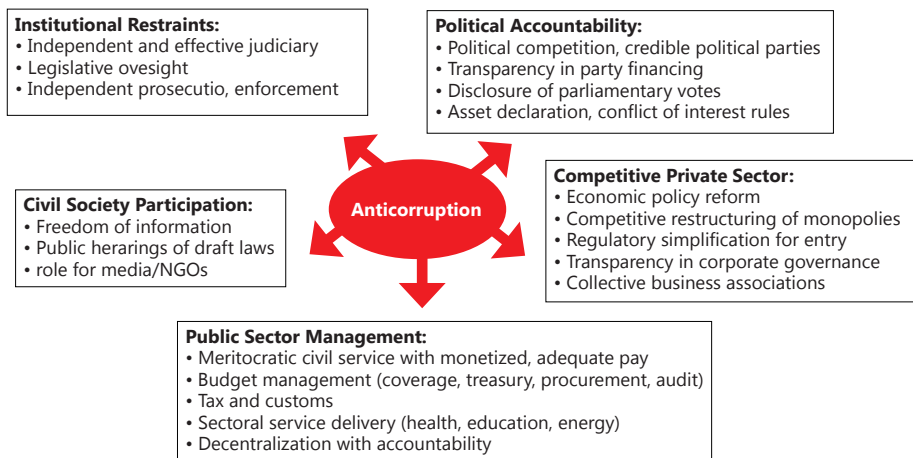 Institutional Restraints:
• Independent and effective judiciary
• Legislative ovesight
• Independent prosecutio, enforcement
Political Accountability:
• Political competition, credible political parties
• Transparency in party financing
• Disclosure of parliamentary votes
• Asset declaration, conflict of interest rules
Civil Society Participation:
• Freedom of information
• Public herarings of draft laws
• role for media/NGOs
Anticorruption
Competitive Private Sector:
• Economic policy reform
• Competitive restructuring of monopolies
• Regulatory simplification for entry
• Transparency in corporate governance
• Collective business associations
Public Sector Management:
• Meritocratic civil service with monetized, adequate pay
• Budget management (coverage, treasury, procurement, audit)
• Tax and customs
• Sectoral service delivery (health, education, energy)
• Decentralization with accountability